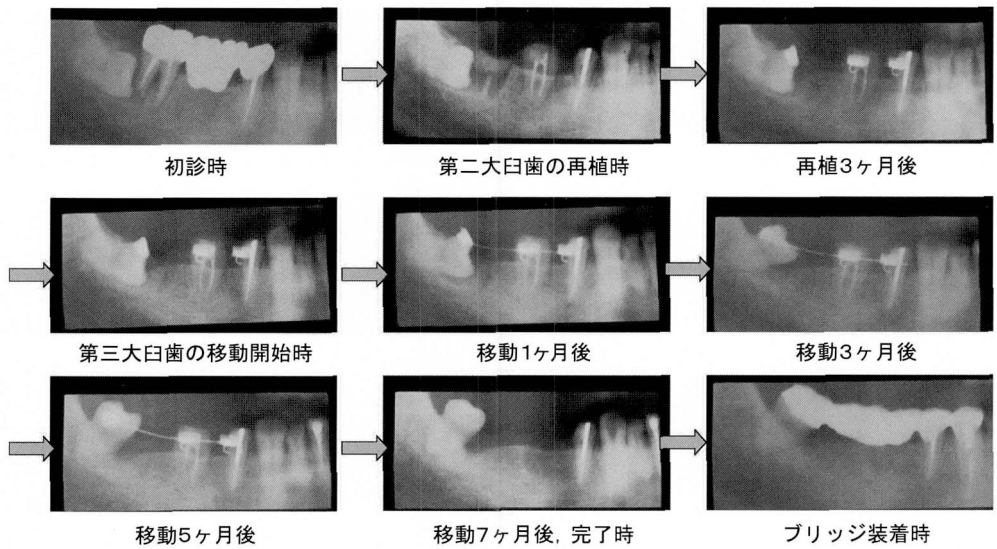 初診時
第二大臼歯の再植時
再植3ヶ月後
第三大臼歯の移動開始時
移動1ヶ月後
移動3ヶ月後
移動5ヶ月後
移動7ヶ月後, 完了時
ブリッジ装着時